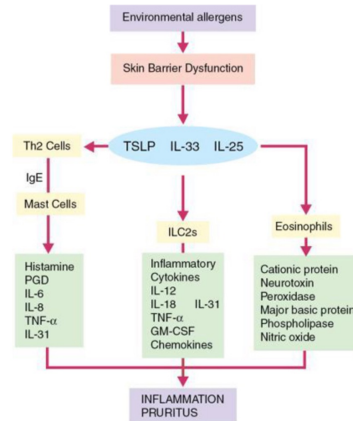 Environmental allergens
Skin Barrier Dysfunction
TSLP IL-33 IL-25
Th2 Cells
IgE
Mast Cells
Histamine
PGD
IL-6
IL-8
TNF-α
IL-31
ILC2s
Inflammatory
Cytokines
IL-12
IL-18 IL-31
TNF-α
GM-CSF
Chemokines
Eosinophils
Cationic protein
Neurotoxin
Peroxidase
Major basic protein
Phospholipase
Nitric oxide
INFLAMMATION
PRURITUS